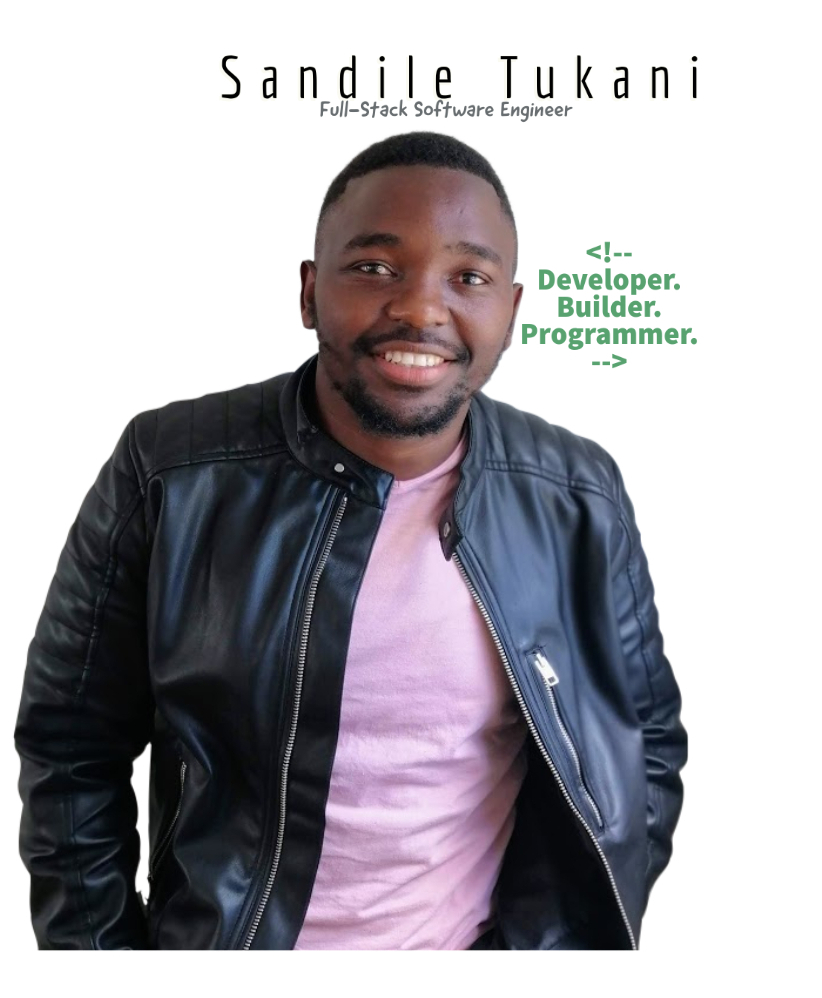 Sandile Tukani
Full-Stack Software Engineer
<!--
Developer.
Builder.
Programmer.
-->